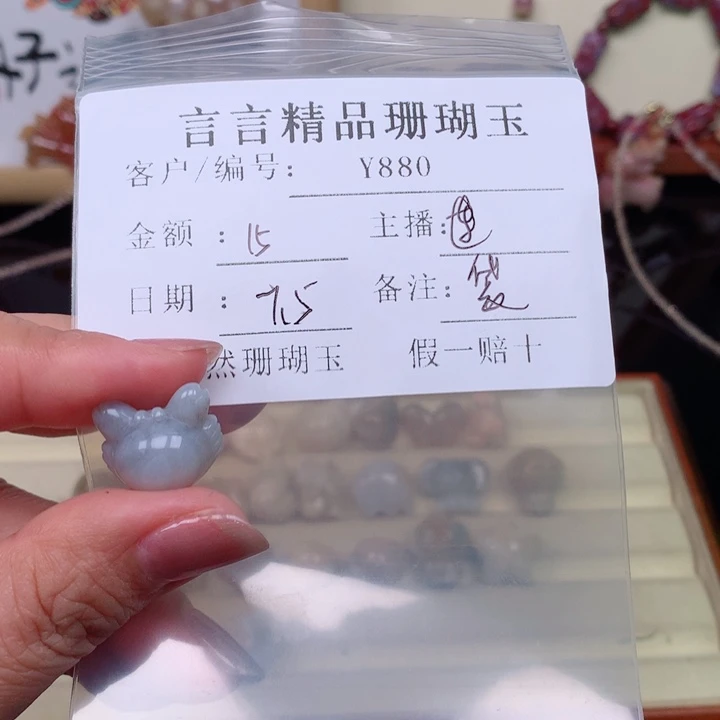 言言精品珊瑚玉
客户/编号: Y880
金额: 15 主播:
日期: 7.5 备注: 袋
然珊瑚玉 假一赔十